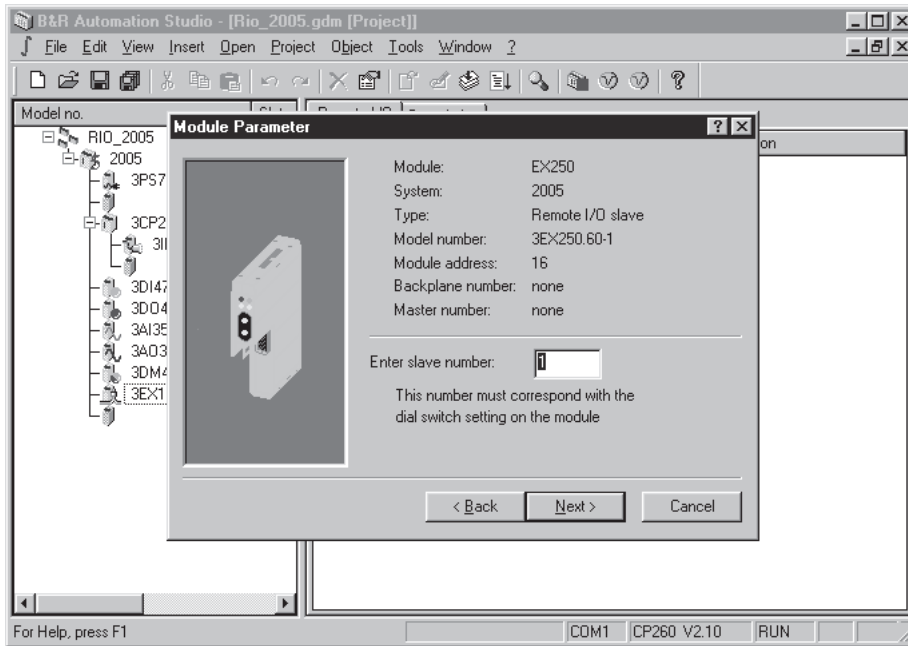 B&R Automation Studio - [Rio_2005.gdm [Project]]
File Edit View Insert Open Project Object Tools Window ?
Model no.
RIO_2005
2005
3PS7
3CP2
3DI47
3DO4
3AI35
3AO3
3DM4
3EX1
on
Module Parameter
Module: EX250
System: 2005
Type: Remote I/O slave
Model number: 3EX250.60-1
Module address: 16
Backplane number: none
Master number: none
Enter slave number: 1
This number must correspond with the
dial switch setting on the module
< Back Next > Cancel
For Help, press F1 COM1 CP260 V2.10 RUN